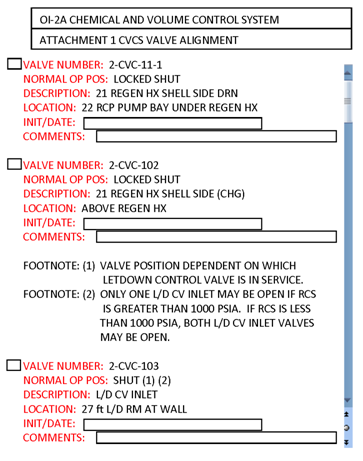 OI-2A CHEMICAL AND VOLUME CONTROL SYSTEM
ATTACHMENT 1 CVCS VALVE ALIGNMENT
VALVE NUMBER: 2-CVC-11-1
NORMAL OP POS: LOCKED SHUT
DESCRIPTION: 21 REGEN HX SHELL SIDE DRN
LOCATION: 22 RCP PUMP BAY UNDER REGEN HX
INIT/DATE:
COMMENTS:
VALVE NUMBER: 2-CVC-102
NORMAL OP POS: LOCKED SHUT
DESCRIPTION: 21 REGEN HX SHELL SIDE (CHG)
LOCATION: ABOVE REGEN HX
INIT/DATE:
COMMENTS:
FOOTNOTE: (1) VALVE POSITION DEPENDENT ON WHICH
LETDOWN CONTROL VALVE IS IN SERVICE.
FOOTNOTE: (2) ONLY ONE L/D CV INLET MAY BE OPEN IF RCS
IS GREATER THAN 1000 PSIA. IF RCS IS LESS
THAN 1000 PSIA, BOTH L/D CV INLET VALVES
MAY BE OPEN.
VALVE NUMBER: 2-CVC-103
NORMAL OP POS: SHUT (1) (2)
DESCRIPTION: L/D CV INLET
LOCATION: 27 ft L/D RM AT WALL
INIT/DATE:
COMMENTS: